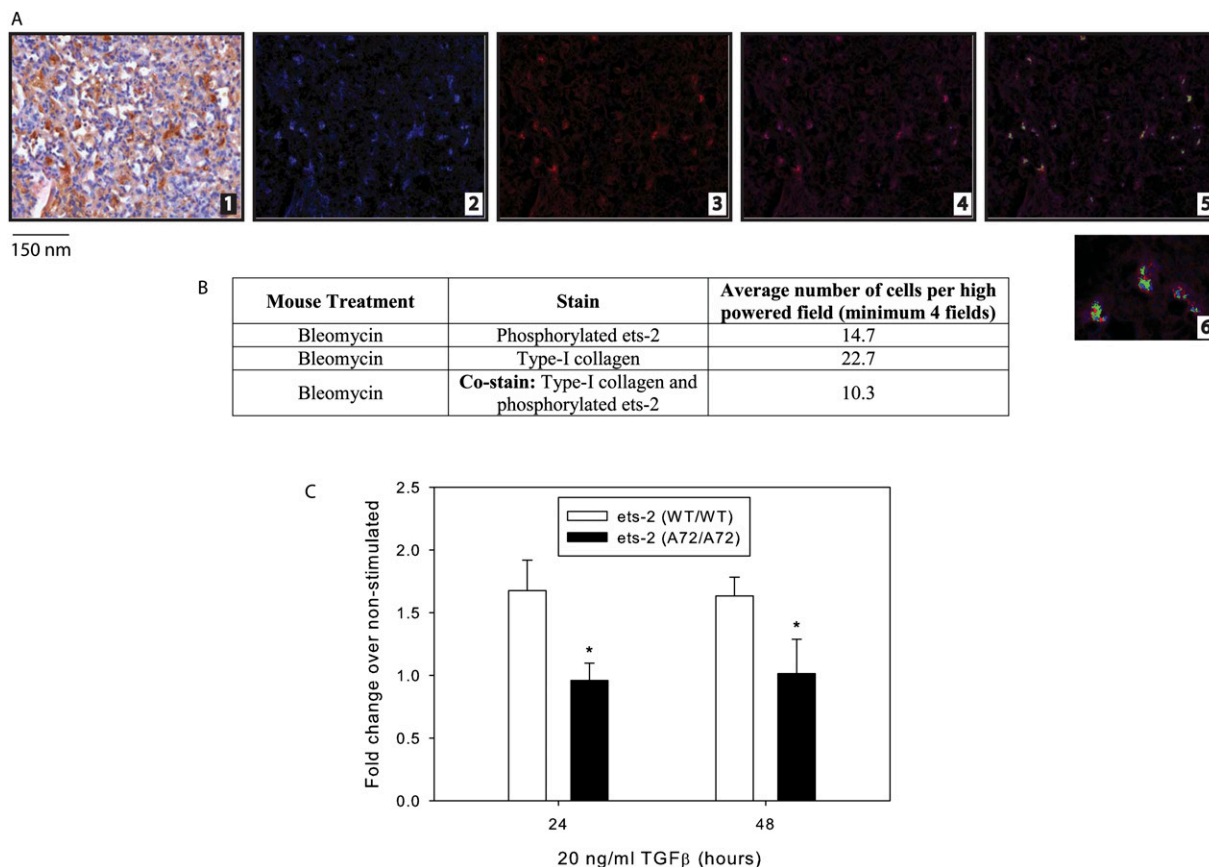 A
1
2
3
4
5
150 nm
6
B
Mouse Treatment
Stain
Average number of cells per high
powered field (minimum 4 fields)
Bleomycin
Phosphorylated ets-2
14.7
Bleomycin
Type-I collagen
22.7
Bleomycin
Co-stain: Type-I collagen and
phosphorylated ets-2
10.3
C
Fold change over non-stimulated
2.5
2.0
1.5
1.0
0.5
0.0
ets-2 (WT/WT)
ets-2 (A72/A72)
*
*
24
48
20 ng/ml TGFβ (hours)